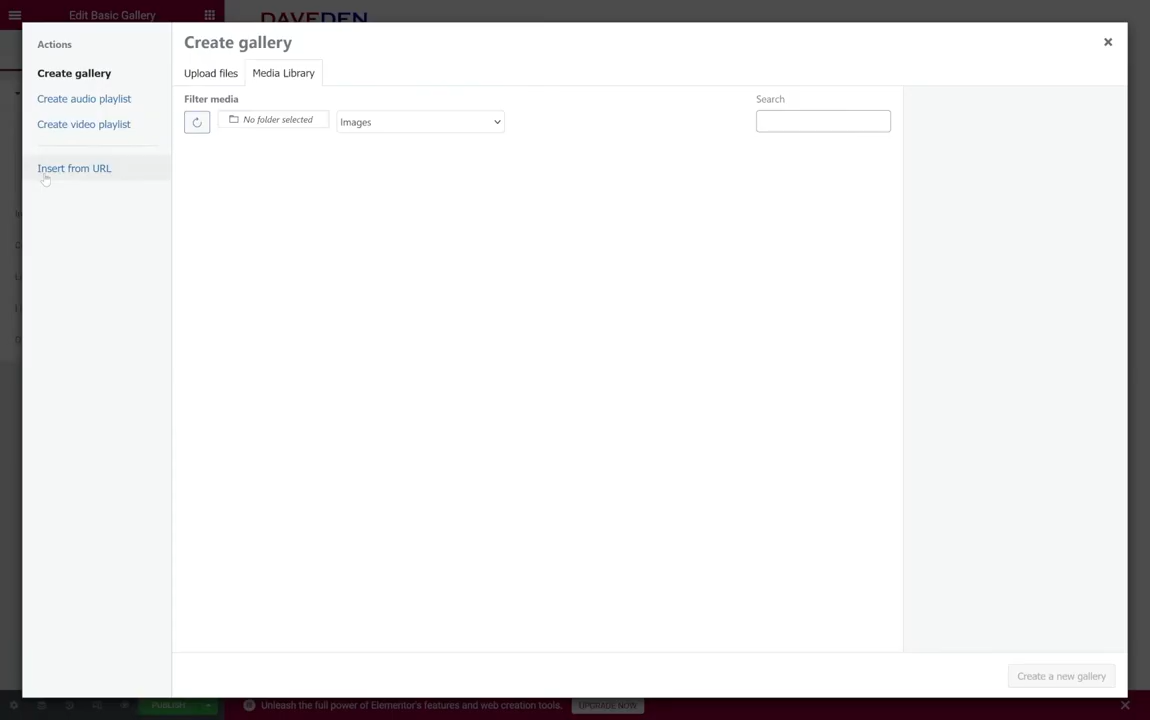 Edit Basic Gallery
DAVEDEN
Actions
Create gallery
Create audio playlist
Create video playlist
Insert from URL
Create gallery
Upload files
Media Library
Filter media
No folder selected
Images
Search
Create a new gallery
PUBLISH
Unleash the full power of Elementor's features and web creation tools.
UPGRADE NOW